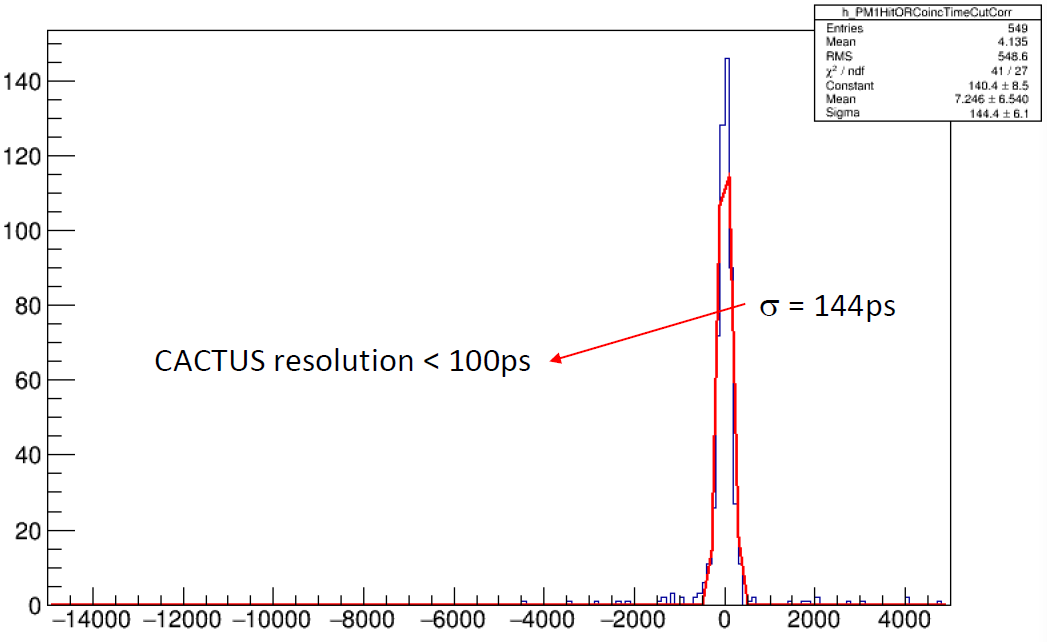 h_PM1HitORCoincTimeCutCorr
Entries 549
Mean 4.135
RMS 548.6
χ² / ndf 41 / 27
Constant 140.4 ± 8.5
Mean 7.246 ± 6.540
Sigma 144.4 ± 6.1
140
120
100
80
60
40
20
0
σ = 144ps
CACTUS resolution < 100ps
−14000 −12000 −10000 −8000 −6000 −4000 −2000 0 2000 4000